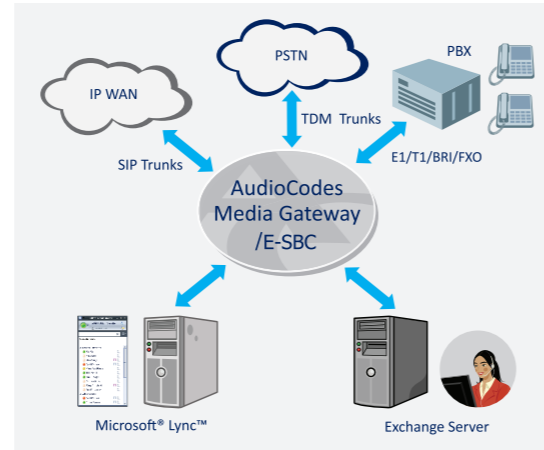 PSTN
PBX
IP WAN
TDM Trunks
SIP Trunks
E1/T1/BRI/FXO
AudioCodes
Media Gateway
/E-SBC
Microsoft® Lync™
Exchange Server